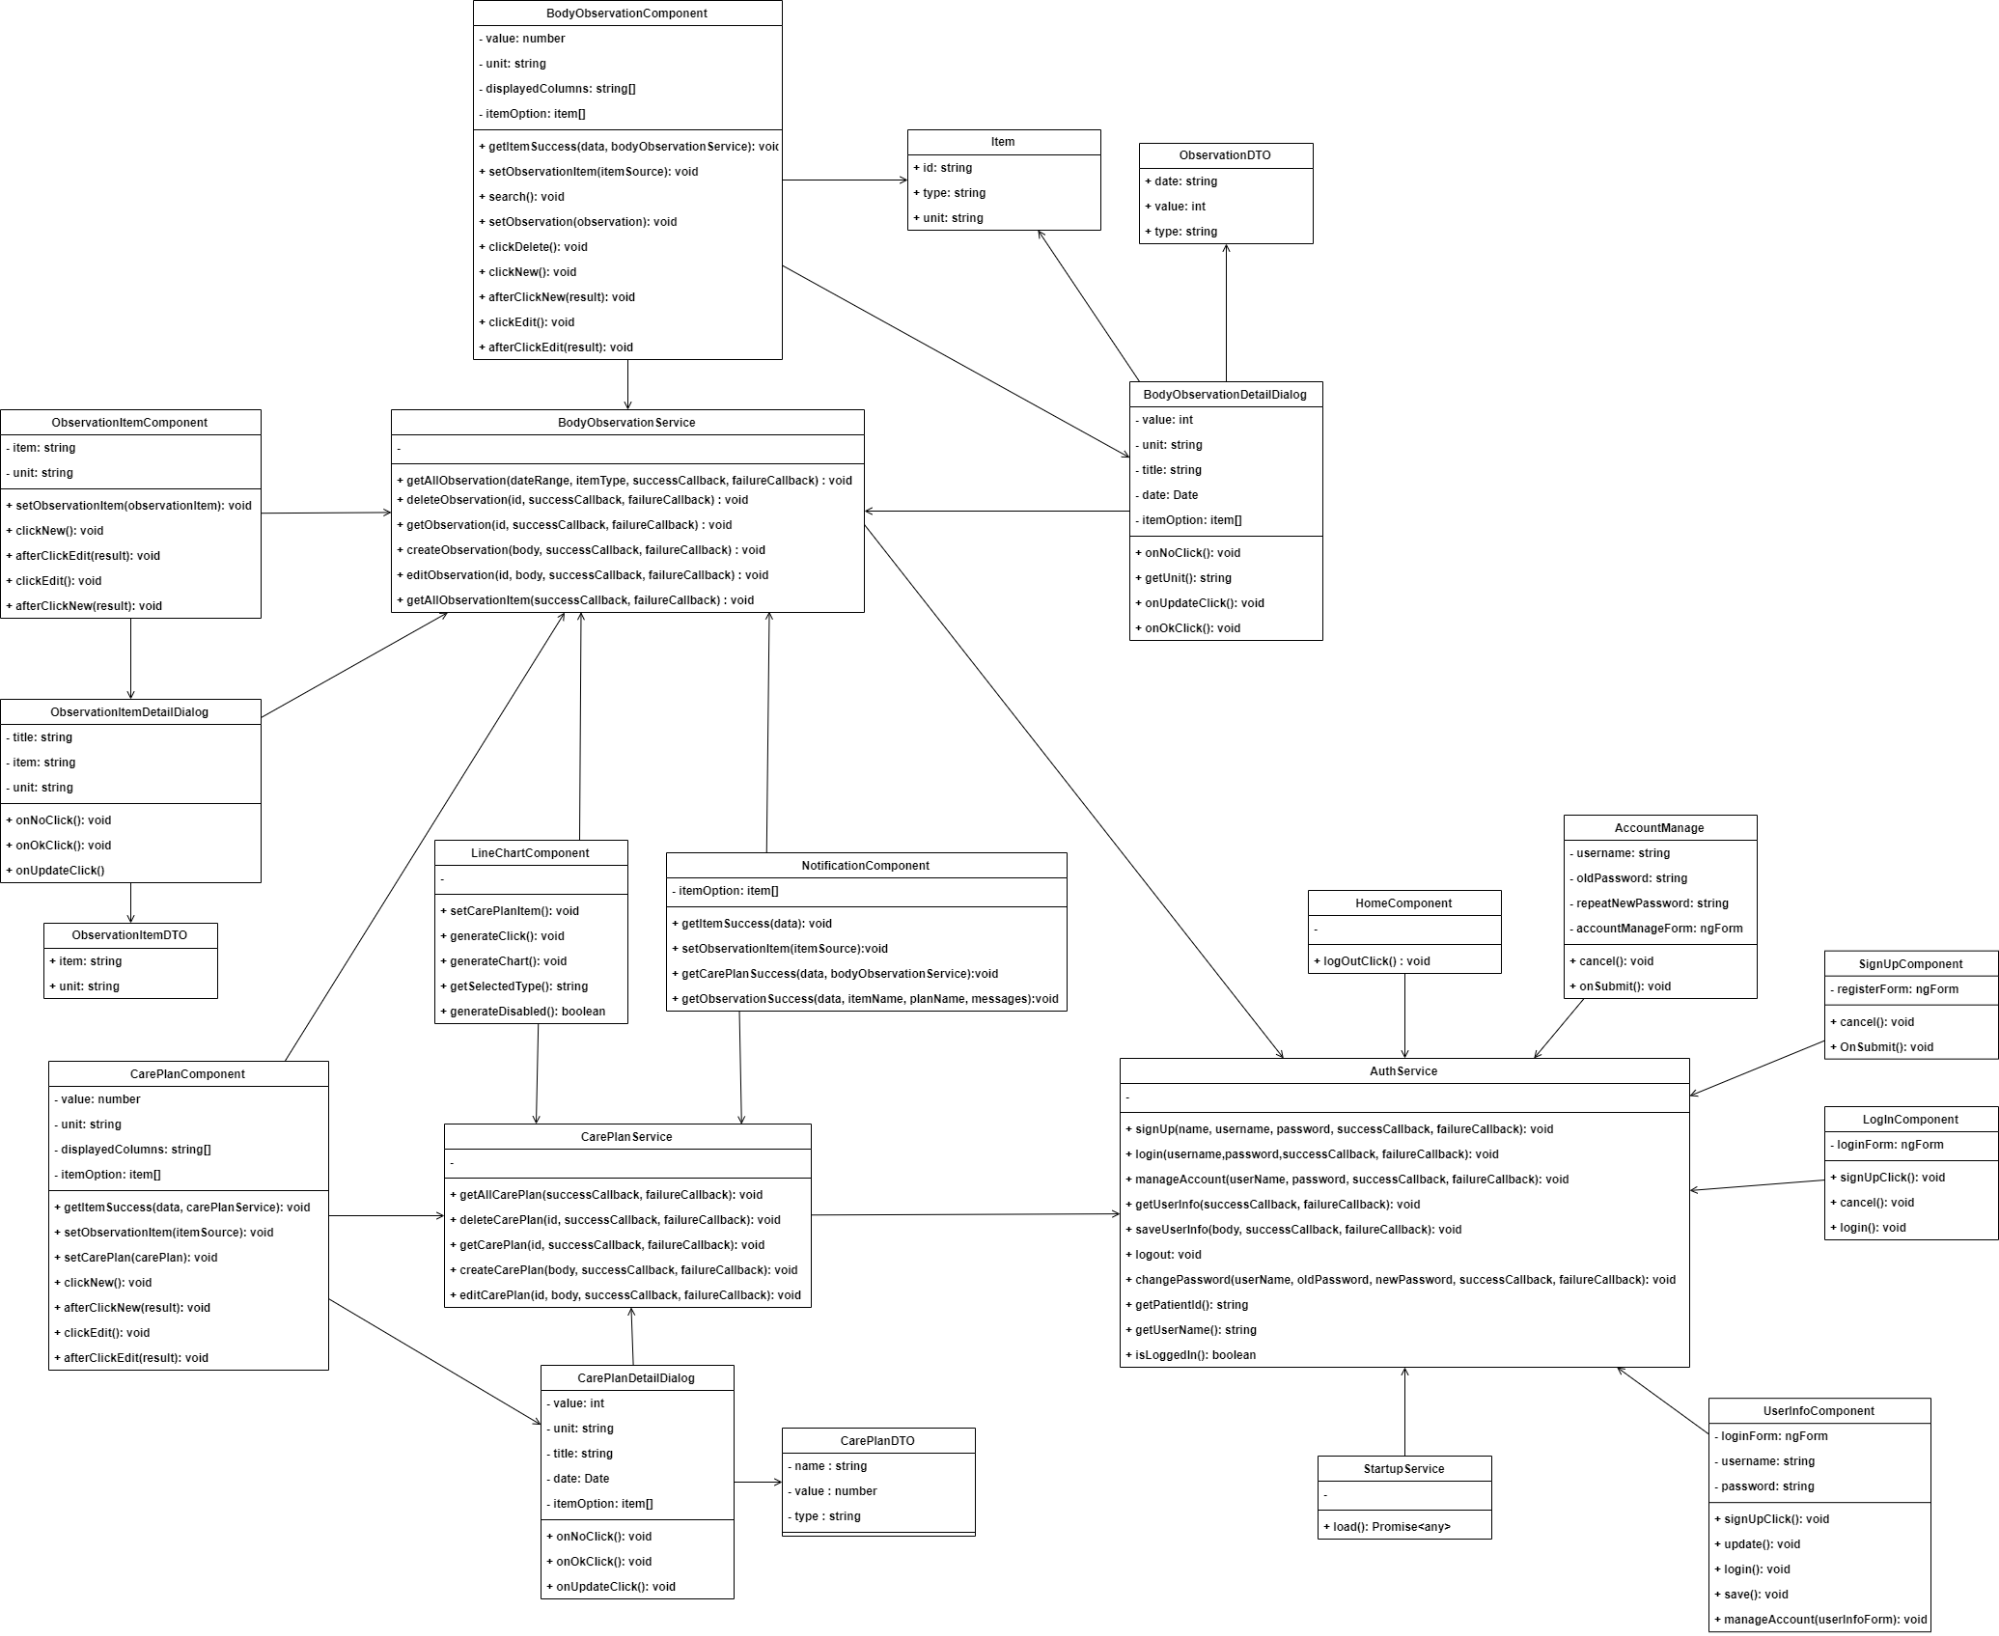 BodyObservationComponent
- value: number
- unit: string
- displayedColumns: string[]
- itemOption: item[]
+ getItemSuccess(data, bodyObservationService): void
+ setObservationItem(itemSource): void
+ search(): void
+ setObservation(observation): void
+ clickDelete(): void
+ clickNew(): void
+ afterClickNew(result): void
+ clickEdit(): void
+ afterClickEdit(result): void
Item
+ id: string
+ type: string
+ unit: string
ObservationDTO
+ date: string
+ value: int
+ type: string
BodyObservationDetailDialog
- value: int
- unit: string
- title: string
- date: Date
- itemOption: item[]
+ onNoClick(): void
+ getUnit(): string
+ onUpdateClick(): void
+ onOkClick(): void
ObservationItemComponent
- item: string
- unit: string
+ setObservationItem(observationItem): void
+ clickNew(): void
+ afterClickEdit(result): void
+ clickEdit(): void
+ afterClickNew(result): void
BodyObservationService
-
+ getAllObservation(dateRange, itemType, successCallback, failureCallback) : void
+ deleteObservation(id, successCallback, failureCallback) : void
+ getObservation(id, successCallback, failureCallback) : void
+ createObservation(body, successCallback, failureCallback) : void
+ editObservation(id, body, successCallback, failureCallback) : void
+ getAllObservationItem(successCallback, failureCallback) : void
ObservationItemDetailDialog
- title: string
- item: string
- unit: string
+ onNoClick(): void
+ onOkClick(): void
+ onUpdateClick()
ObservationItemDTO
+ item: string
+ unit: string
LineChartComponent
-
+ setCarePlanItem(): void
+ generateClick(): void
+ generateChart(): void
+ getSelectedType(): string
+ generateDisabled(): boolean
NotificationComponent
- itemOption: item[]
+ getItemSuccess(data): void
+ setObservationItem(itemSource):void
+ getCarePlanSuccess(data, bodyObservationService):void
+ getObservationSuccess(data, itemName, planName, messages):void
HomeComponent
-
+ logOutClick() : void
AccountManage
- username: string
- oldPassword: string
- repeatNewPassword: string
- accountManageForm: ngForm
+ cancel(): void
+ onSubmit(): void
SignUpComponent
- registerForm: ngForm
+ cancel(): void
+ OnSubmit(): void
LogInComponent
- loginForm: ngForm
+ signUpClick(): void
+ cancel(): void
+ login(): void
CarePlanComponent
- value: number
- unit: string
- displayedColumns: string[]
- itemOption: item[]
+ getItemSuccess(data, carePlanService): void
+ setObservationItem(itemSource): void
+ setCarePlan(carePlan): void
+ clickNew(): void
+ afterClickNew(result): void
+ clickEdit(): void
+ afterClickEdit(result): void
CarePlanService
-
+ getAllCarePlan(successCallback, failureCallback): void
+ deleteCarePlan(id, successCallback, failureCallback): void
+ getCarePlan(id, successCallback, failureCallback): void
+ createCarePlan(body, successCallback, failureCallback): void
+ editCarePlan(id, body, successCallback, failureCallback): void
AuthService
-
+ signUp(name, username, password, successCallback, failureCallback): void
+ login(username,password,successCallback, failureCallback): void
+ manageAccount(userName, password, successCallback, failureCallback): void
+ getUserInfo(successCallback, failureCallback): void
+ saveUserInfo(body, successCallback, failureCallback): void
+ logout: void
+ changePassword(userName, oldPassword, newPassword, successCallback, failureCallback): void
+ getPatientId(): string
+ getUserName(): string
+ isLoggedIn(): boolean
CarePlanDetailDialog
- value: int
- unit: string
- title: string
- date: Date
- itemOption: item[]
+ onNoClick(): void
+ onOkClick(): void
+ onUpdateClick(): void
CarePlanDTO
- name : string
- value : number
- type : string
StartupService
-
+ load(): Promise<any>
UserInfoComponent
- loginForm: ngForm
- username: string
- password: string
+ signUpClick(): void
+ update(): void
+ login(): void
+ save(): void
+ manageAccount(userInfoForm): void